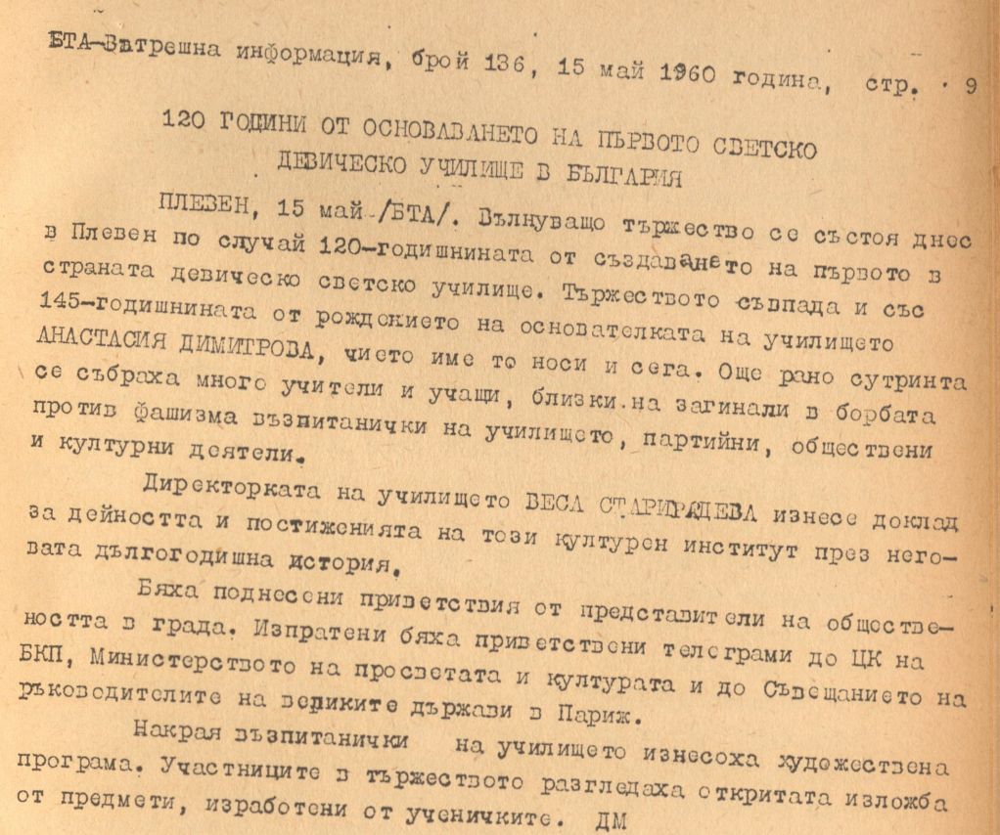 БТА-Вътрешна информация, брой 136, 15 май 1960 година, стр. 9
120 ГОДИНИ ОТ ОСНОВАВАНЕТО НА ПЪРВОТО СВЕТСКО
ДЕВИЧЕСКО УЧИЛИЩЕ В БЪЛГАРИЯ
ПЛЕВЕН, 15 май /БТА/. Вълнуващо тържество се състоя днес
в Плевен по случай 120-годишнината от създаването на първото в
страната девическо светско училище. Тържеството съвпада и със
145-годишнината от рождението на основателката на училището
АНАСТАСИЯ ДИМИТРОВА, чието име то носи и сега. Още рано сутринта
се събраха много учители и учащи, близки на загинали в борбата
против фашизма възпитанички на училището, партийни, обществени
и културни деятели.
Директорката на училището ВЕСА СТАРИРАДЕВА изнесе доклад
за дейността и постиженията на този културен институт през него-
вата дългогодишна история.
Бяха поднесени приветствия от представители на обществе-
ността в града. Изпратени бяха приветствени телеграми до ЦК на
БКП, Министерството на просветата и културата и до Съвещанието на
ръководителите на великите държави в Париж.
Накрая възпитанички на училището изнесоха художествена
програма. Участниците в тържеството разгледаха откритата изложба
от предмети, изработени от ученичките. ДМ